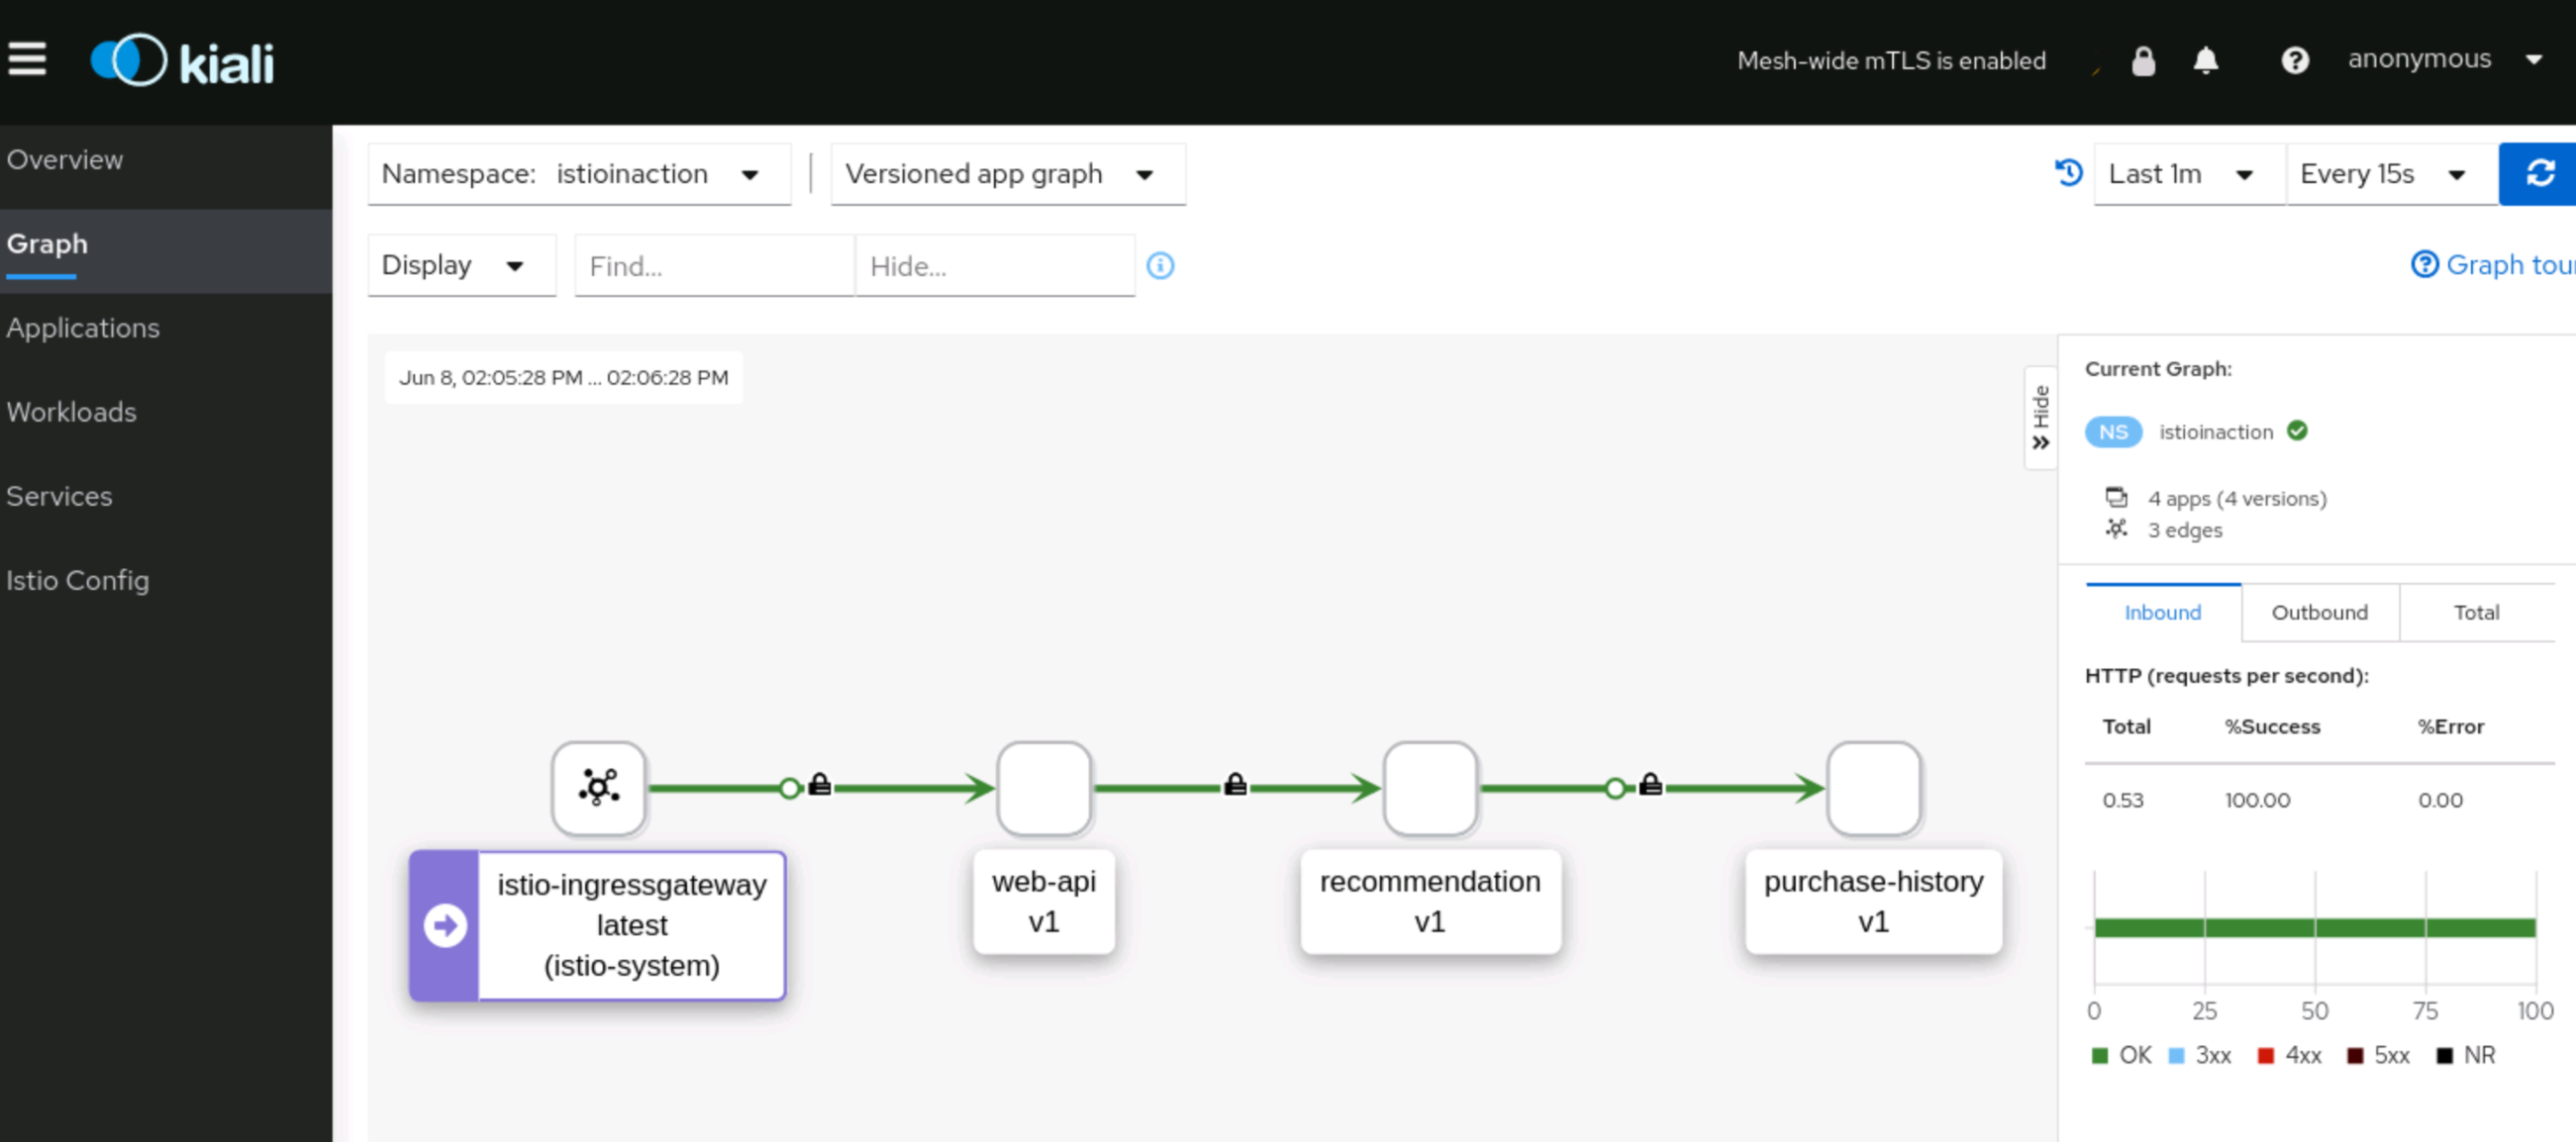 kiali
Mesh-wide mTLS is enabled
anonymous
Overview
Graph
Applications
Workloads
Services
Istio Config
Namespace: istioinaction
Versioned app graph
Last 1m
Every 15s
Display
Find...
Hide...
Graph tour
Jun 8, 02:05:28 PM ... 02:06:28 PM
Hide
istio-ingressgateway
latest
(istio-system)
web-api
v1
recommendation
v1
purchase-history
v1
Current Graph:
NS istioinaction
4 apps (4 versions)
3 edges
Inbound Outbound Total
HTTP (requests per second):
Total %Success %Error
0.53 100.00 0.00
0 25 50 75 100
OK 3xx 4xx 5xx NR